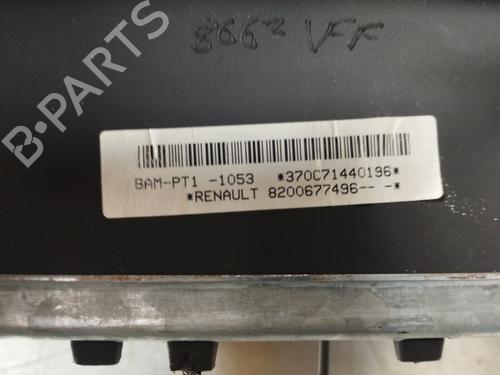 8662 VFF
B-PARTS
BAM-PT1 -1053 *370C71440196*
*RENAULT 8200677496-- -*